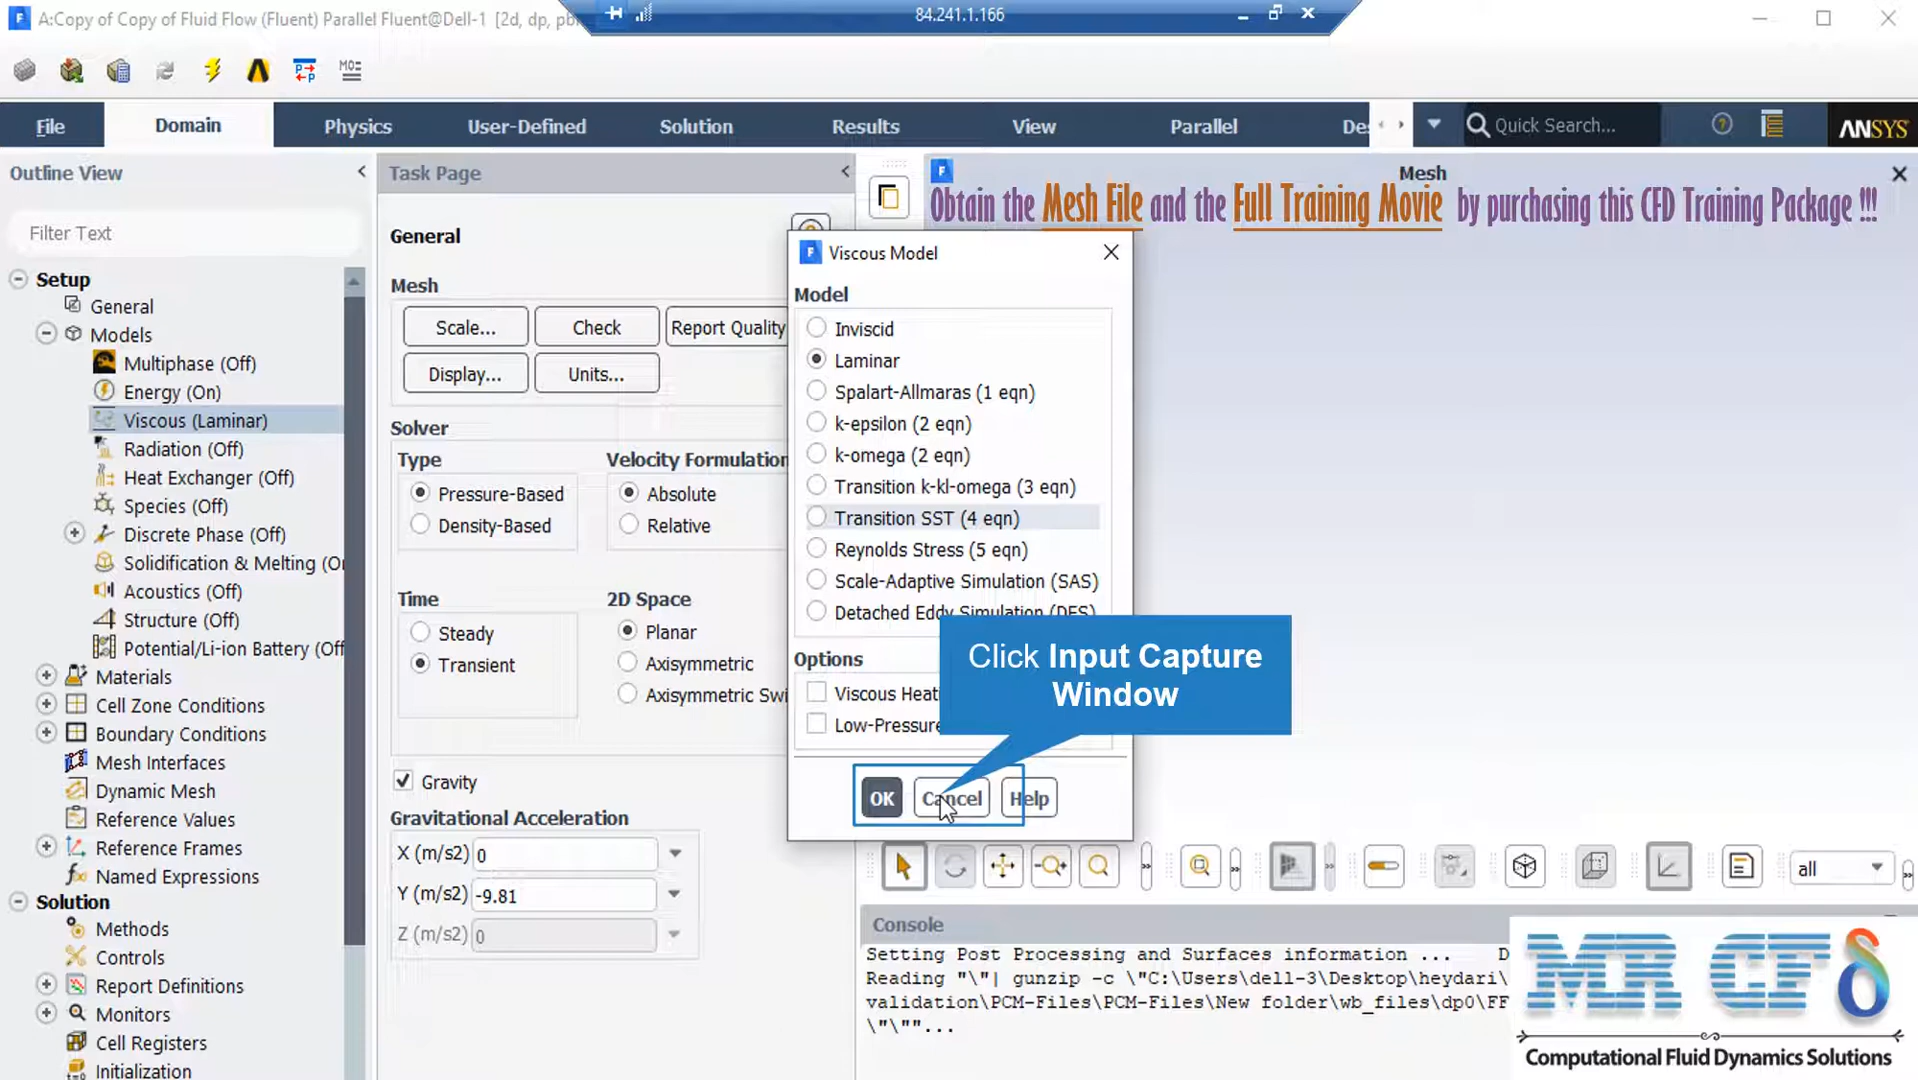 A:Copy of Copy of Fluid Flow (Fluent) Parallel Fluent@Dell-1 [2d, dp,
84.241.1.166
File
Domain
Physics
User-Defined
Solution
Results
View
Parallel
Quick Search...
ANSYS
Outline View
Filter Text
Setup
General
Models
Multiphase (Off)
Energy (On)
Viscous (Laminar)
Radiation (Off)
Heat Exchanger (Off)
Species (Off)
Discrete Phase (Off)
Solidification & Melting
Acoustics (Off)
Structure (Off)
Potential/Li-ion Battery
Materials
Cell Zone Conditions
Boundary Conditions
Mesh Interfaces
Dynamic Mesh
Reference Values
Reference Frames
Named Expressions
Solution
Methods
Controls
Report Definitions
Monitors
Cell Registers
Initialization
Task Page
General
Mesh
Scale...
Check
Report Quality
Display...
Units...
Solver
Type
Pressure-Based
Density-Based
Velocity Formulation
Absolute
Relative
Time
Steady
Transient
2D Space
Planar
Axisymmetric
Axisymmetric
Gravity
Gravitational Acceleration
X (m/s2) 0
Y (m/s2) -9.81
Z (m/s2) 0
Mesh
Obtain the Mesh File and the Full Training Movie by purchasing this CFD Training Package !!!
Viscous Model
Model
Inviscid
Laminar
Spalart-Allmaras (1 eqn)
k-epsilon (2 eqn)
k-omega (2 eqn)
Transition k-kl-omega (3 eqn)
Transition SST (4 eqn)
Reynolds Stress (5 eqn)
Scale-Adaptive Simulation (SAS)
Detached Eddy Simulation (DES)
Options
Viscous
Low-Pressure
OK
Cancel
Help
Click Input Capture
Window
all
Console
Setting Post Processing and Surfaces information ...
Reading "\"| gunzip -c \"C:\Users\dell-3\Desktop\heydari\
validation\PCM-Files\PCM-Files\New folder\wb_files\dp0\FF
\"\""...
MR CFD
Computational Fluid Dynamics Solutions